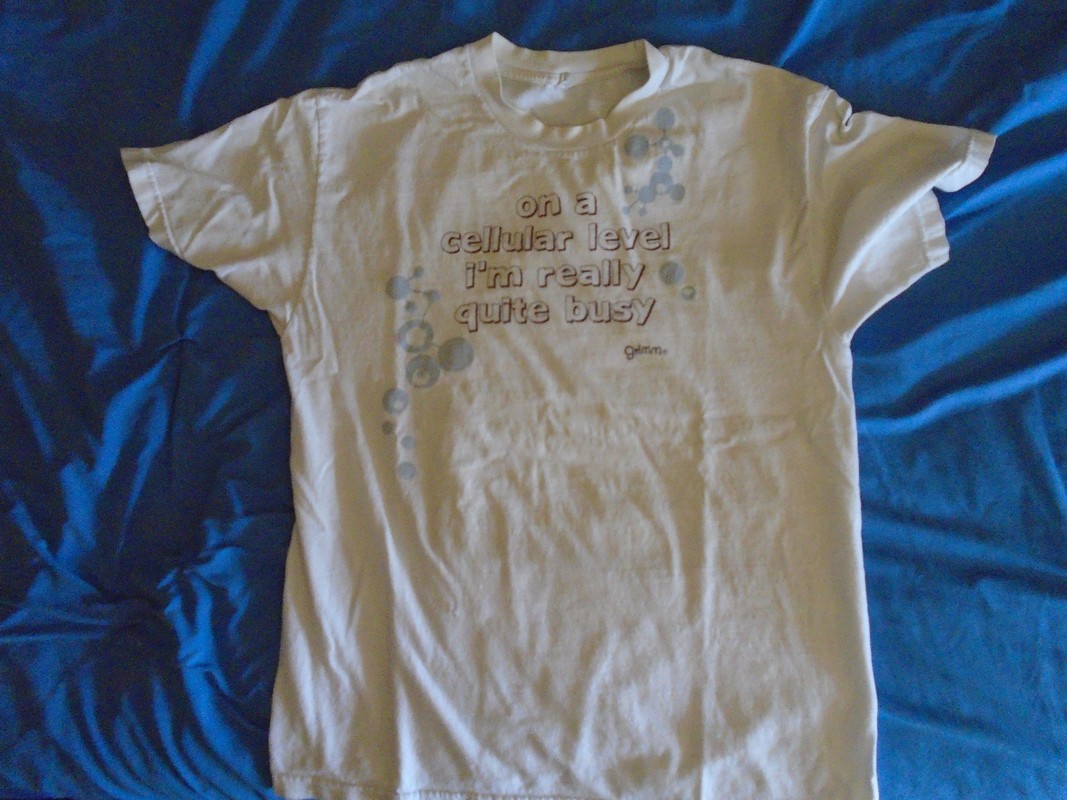 on a
cellular level
i'm really
quite busy